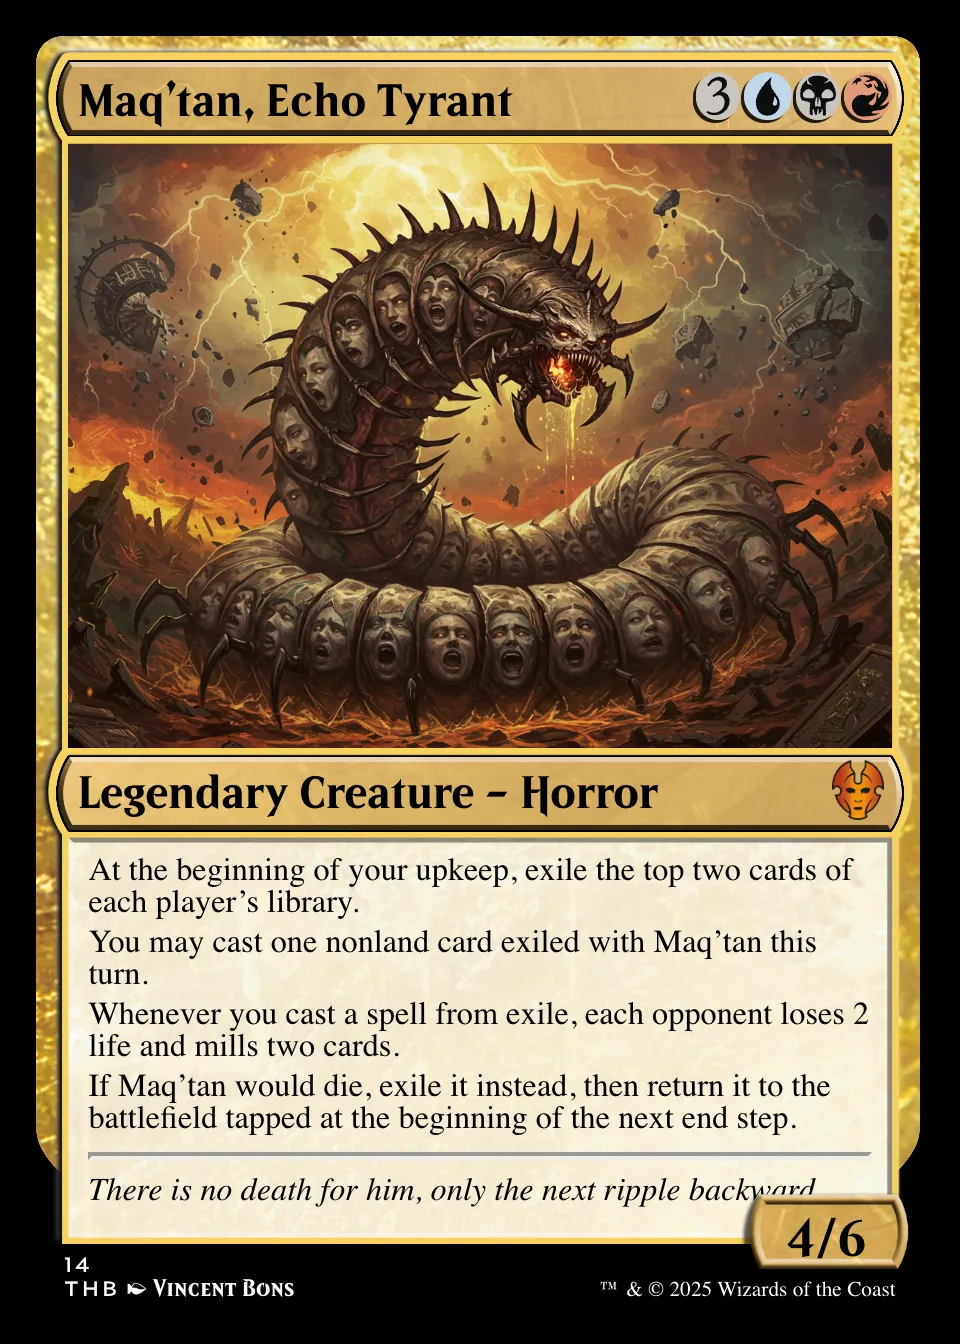 Maq’tan, Echo Tyrant 3
Legendary Creature – Horror
At the beginning of your upkeep, exile the top two cards of
each player’s library.
You may cast one nonland card exiled with Maq’tan this
turn.
Whenever you cast a spell from exile, each opponent loses 2
life and mills two cards.
If Maq’tan would die, exile it instead, then return it to the
battlefield tapped at the beginning of the next end step.
There is no death for him, only the next ripple backward
4/6
14
THB Vincent Bons
™ & © 2025 Wizards of the Coast